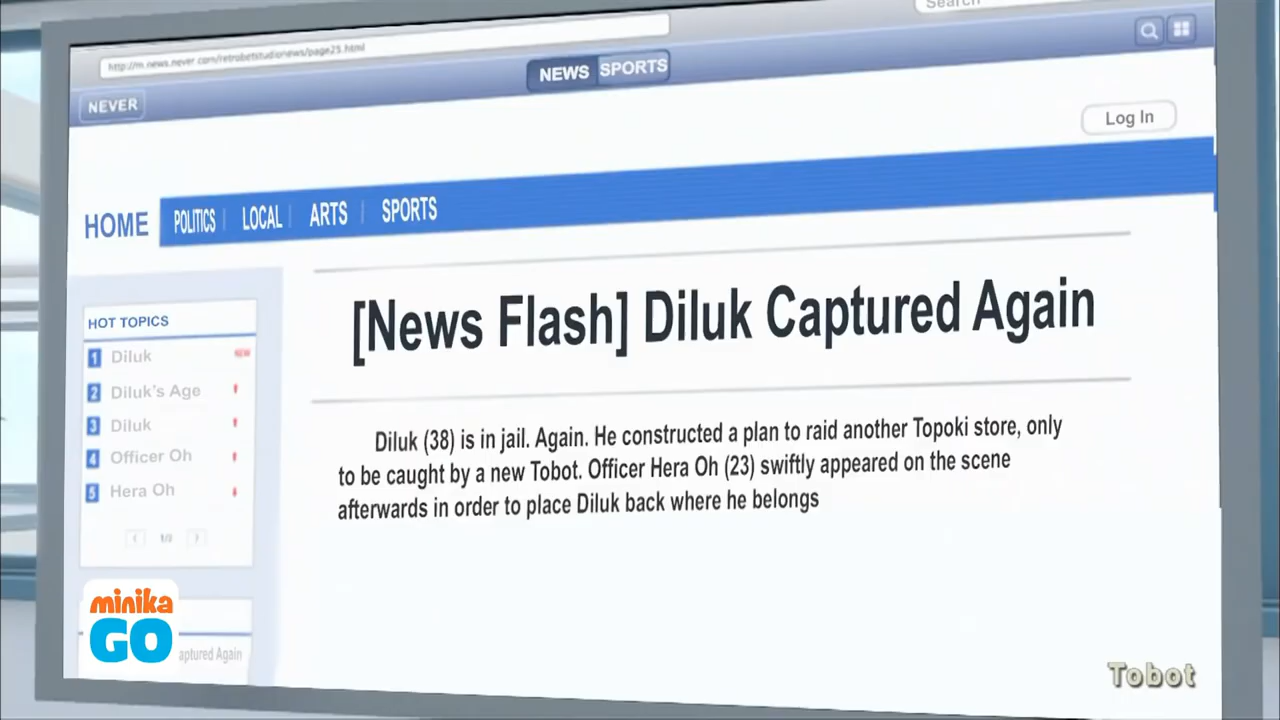 Search
http://m.news.never.com/retrobotstudionews/page25.html
NEWS SPORTS
NEVER
Log In
HOME POLITICS LOCAL ARTS SPORTS
[News Flash] Diluk Captured Again
HOT TOPICS
1 Diluk NEW
2 Diluk's Age
3 Diluk
4 Officer Oh
5 Hera Oh
Diluk (38) is in jail. Again. He constructed a plan to raid another Topoki store, only
to be caught by a new Tobot. Officer Hera Oh (23) swiftly appeared on the scene
afterwards in order to place Diluk back where he belongs
minika
GO
aptured Again
Tobot